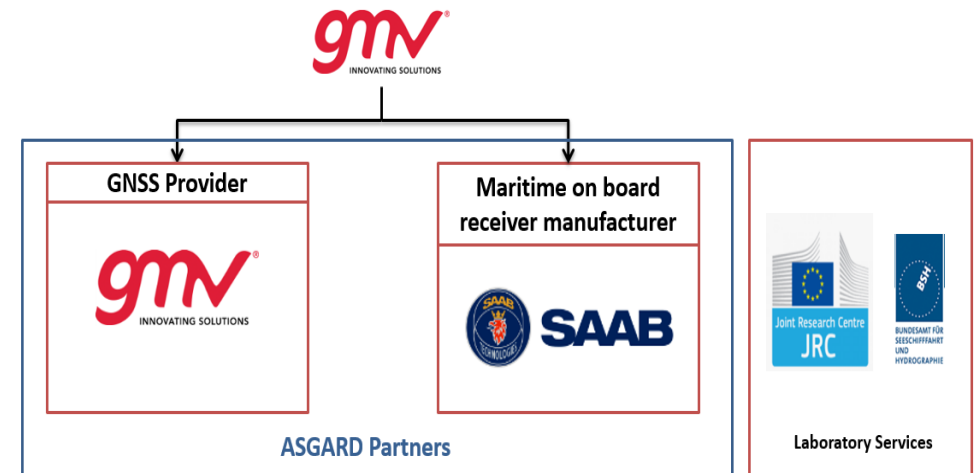 gmv®
INNOVATING SOLUTIONS
GNSS Provider
gmv®
INNOVATING SOLUTIONS
Maritime on board
receiver manufacturer
SAAB
TECHNOLOGIES
SAAB
ASGARD Partners
Joint Research Centre
JRC
BSH
BUNDESAMT FÜR
SEESCHIFFFAHRT
UND
HYDROGRAPHIE
Laboratory Services